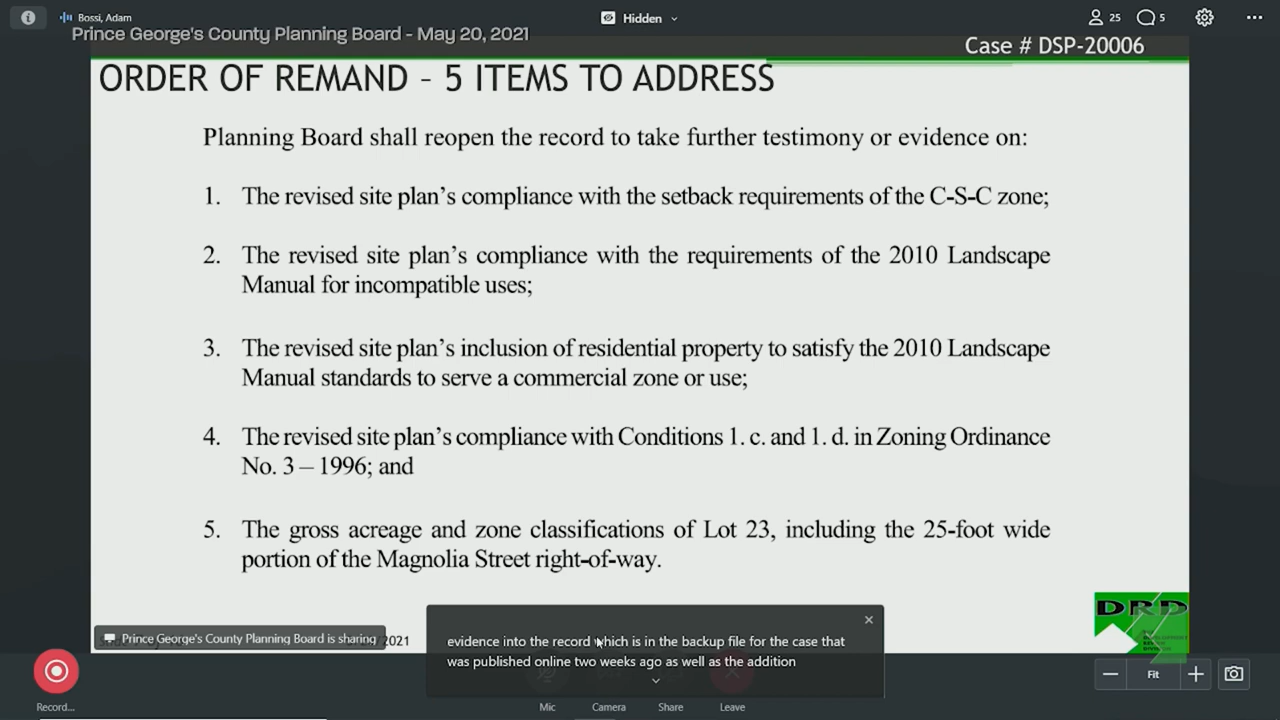 Bossi, Adam
Hidden
25
5
Prince George's County Planning Board - May 20, 2021
Case # DSP-20006
ORDER OF REMAND – 5 ITEMS TO ADDRESS
Planning Board shall reopen the record to take further testimony or evidence on:
1. The revised site plan's compliance with the setback requirements of the C-S-C zone;
2. The revised site plan's compliance with the requirements of the 2010 Landscape
Manual for incompatible uses;
3. The revised site plan's inclusion of residential property to satisfy the 2010 Landscape
Manual standards to serve a commercial zone or use;
4. The revised site plan's compliance with Conditions 1. c. and 1. d. in Zoning Ordinance
No. 3 – 1996; and
5. The gross acreage and zone classifications of Lot 23, including the 25-foot wide
portion of the Magnolia Street right-of-way.
DRD
Prince George's County Planning Board is sharing
/2021
evidence into the record which is in the backup file for the case that
was published online two weeks ago as well as the addition
Fit
Record...
Mic
Camera
Share
Leave